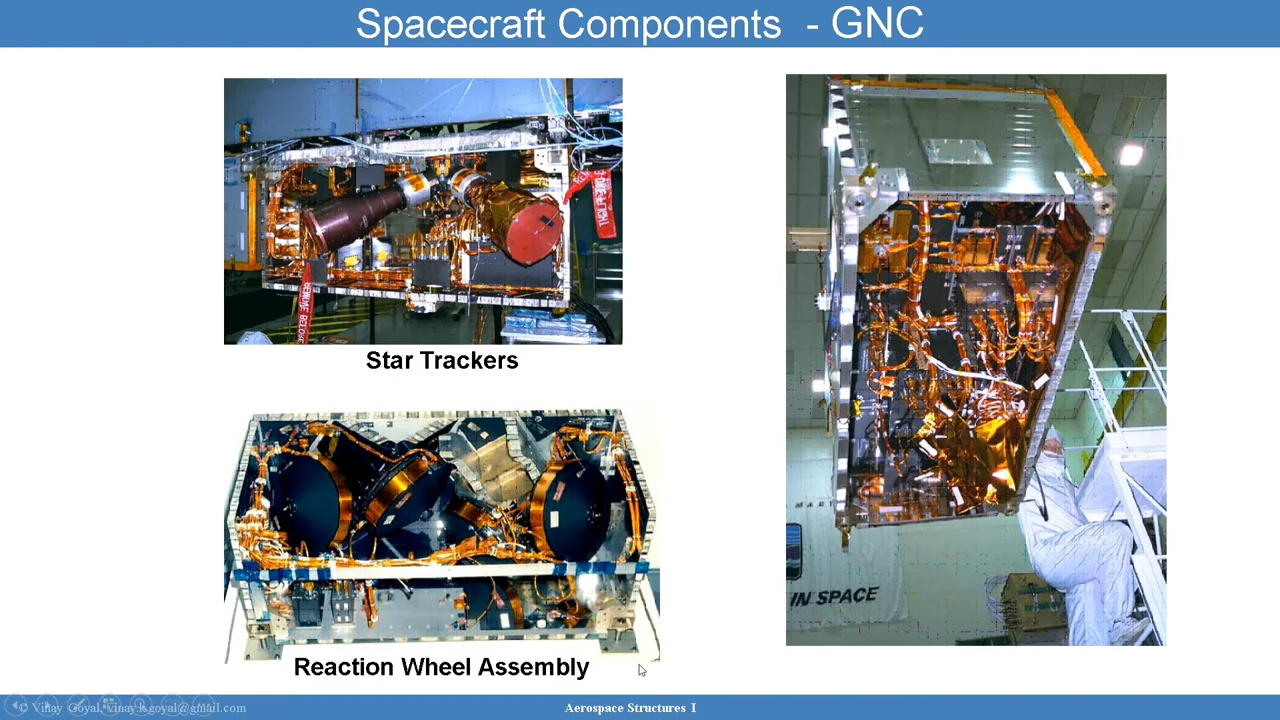 Spacecraft Components - GNC
Star Trackers
Reaction Wheel Assembly
IN SPACE
© Vinay Goyal, vinay.k.goyal@gmail.com
Aerospace Structures I